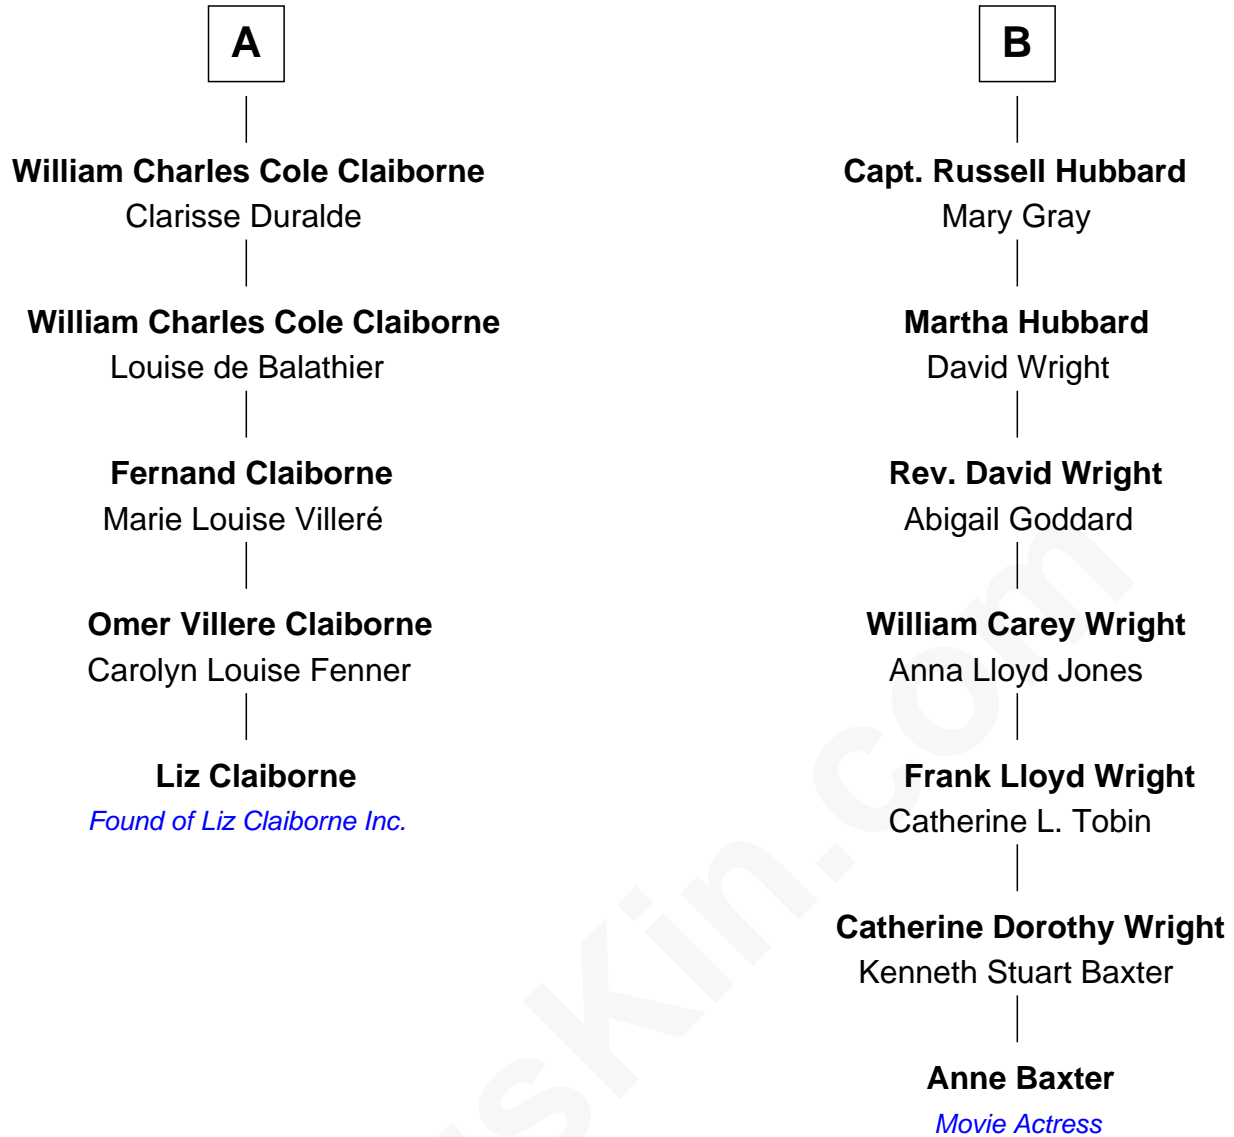 A
William Charles Cole Claiborne
Clarisse Duralde
William Charles Cole Claiborne
Louise de Balathier
Fernand Claiborne
Marie Louise Villeré
Omer Villere Claiborne
Carolyn Louise Fenner
Liz Claiborne
Found of Liz Claiborne Inc.
B
Capt. Russell Hubbard
Mary Gray
Martha Hubbard
David Wright
Rev. David Wright
Abigail Goddard
William Carey Wright
Anna Lloyd Jones
Frank Lloyd Wright
Catherine L. Tobin
Catherine Dorothy Wright
Kenneth Stuart Baxter
Anne Baxter
Movie Actress